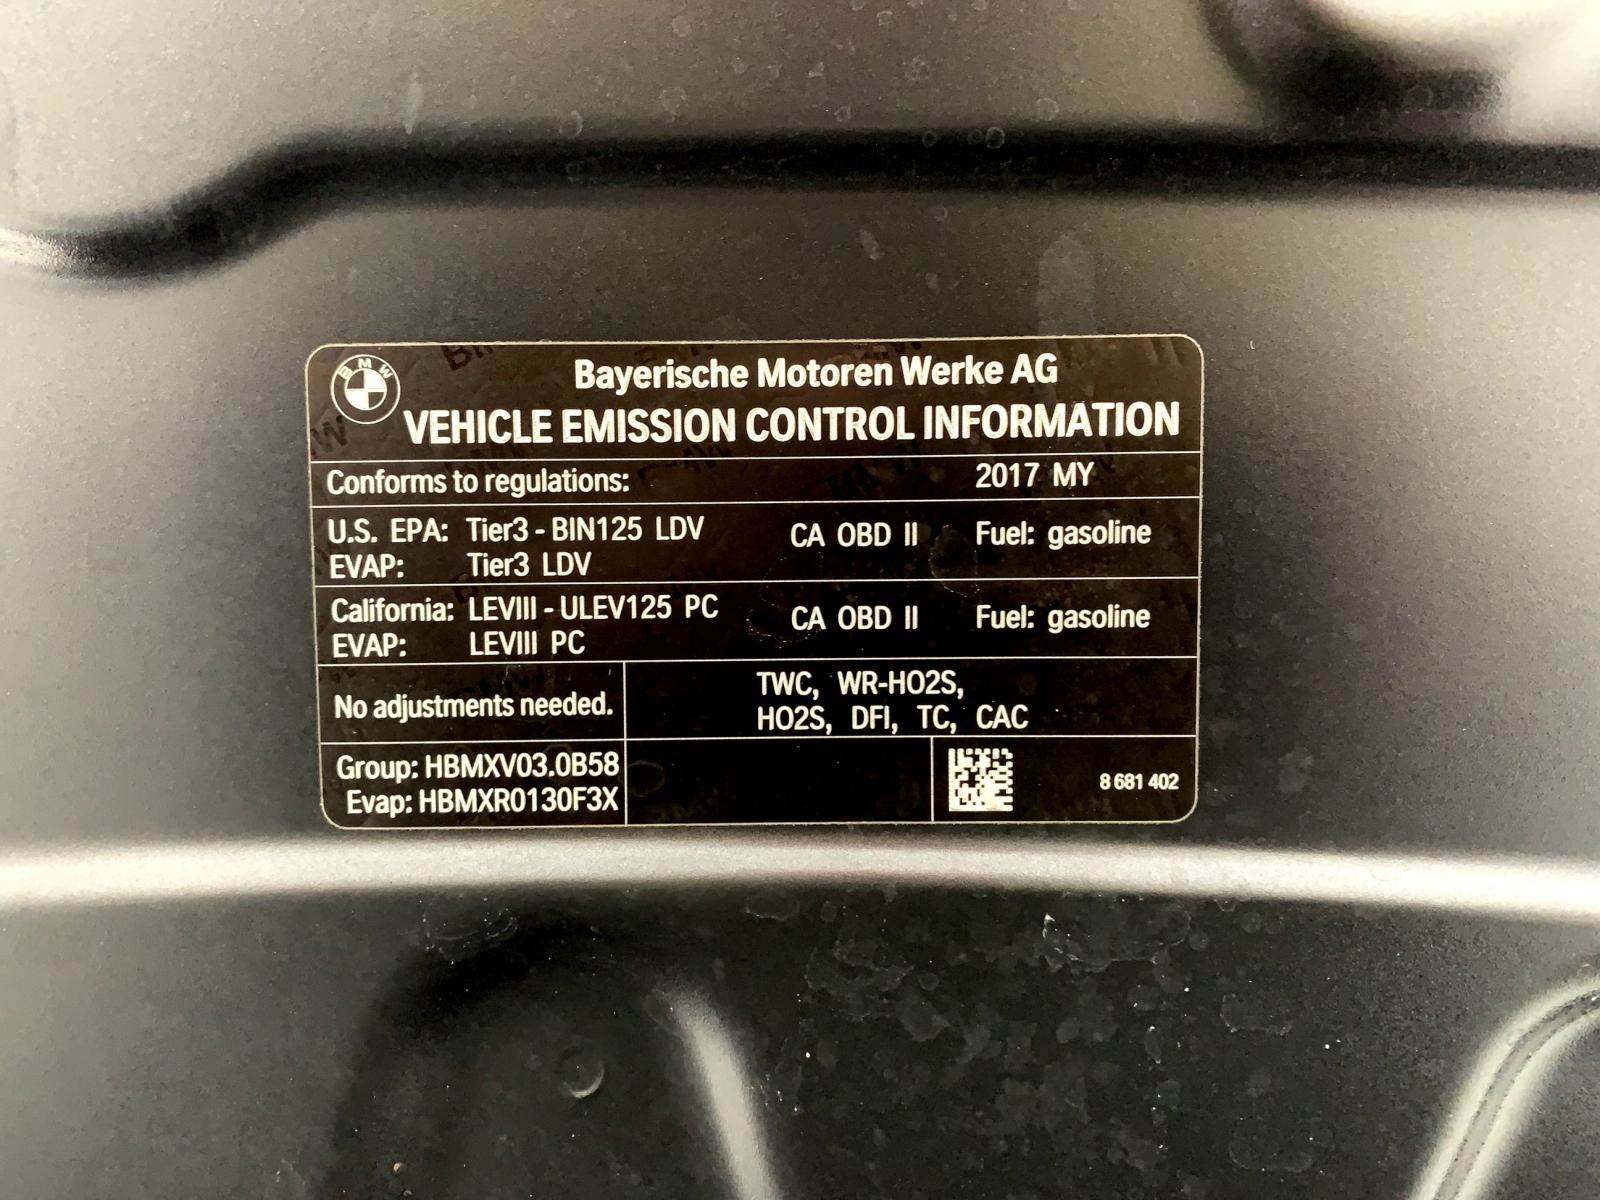 BMW
Bayerische Motoren Werke AG
VEHICLE EMISSION CONTROL INFORMATION
Conforms to regulations: 2017 MY
U.S. EPA: Tier3 - BIN125 LDV CA OBD II Fuel: gasoline
EVAP: Tier3 LDV
California: LEVIII - ULEV125 PC CA OBD II Fuel: gasoline
EVAP: LEVIII PC
No adjustments needed.
TWC, WR-HO2S,
HO2S, DFI, TC, CAC
Group: HBMXV03.0B58
Evap: HBMXR0130F3X
8 681 402